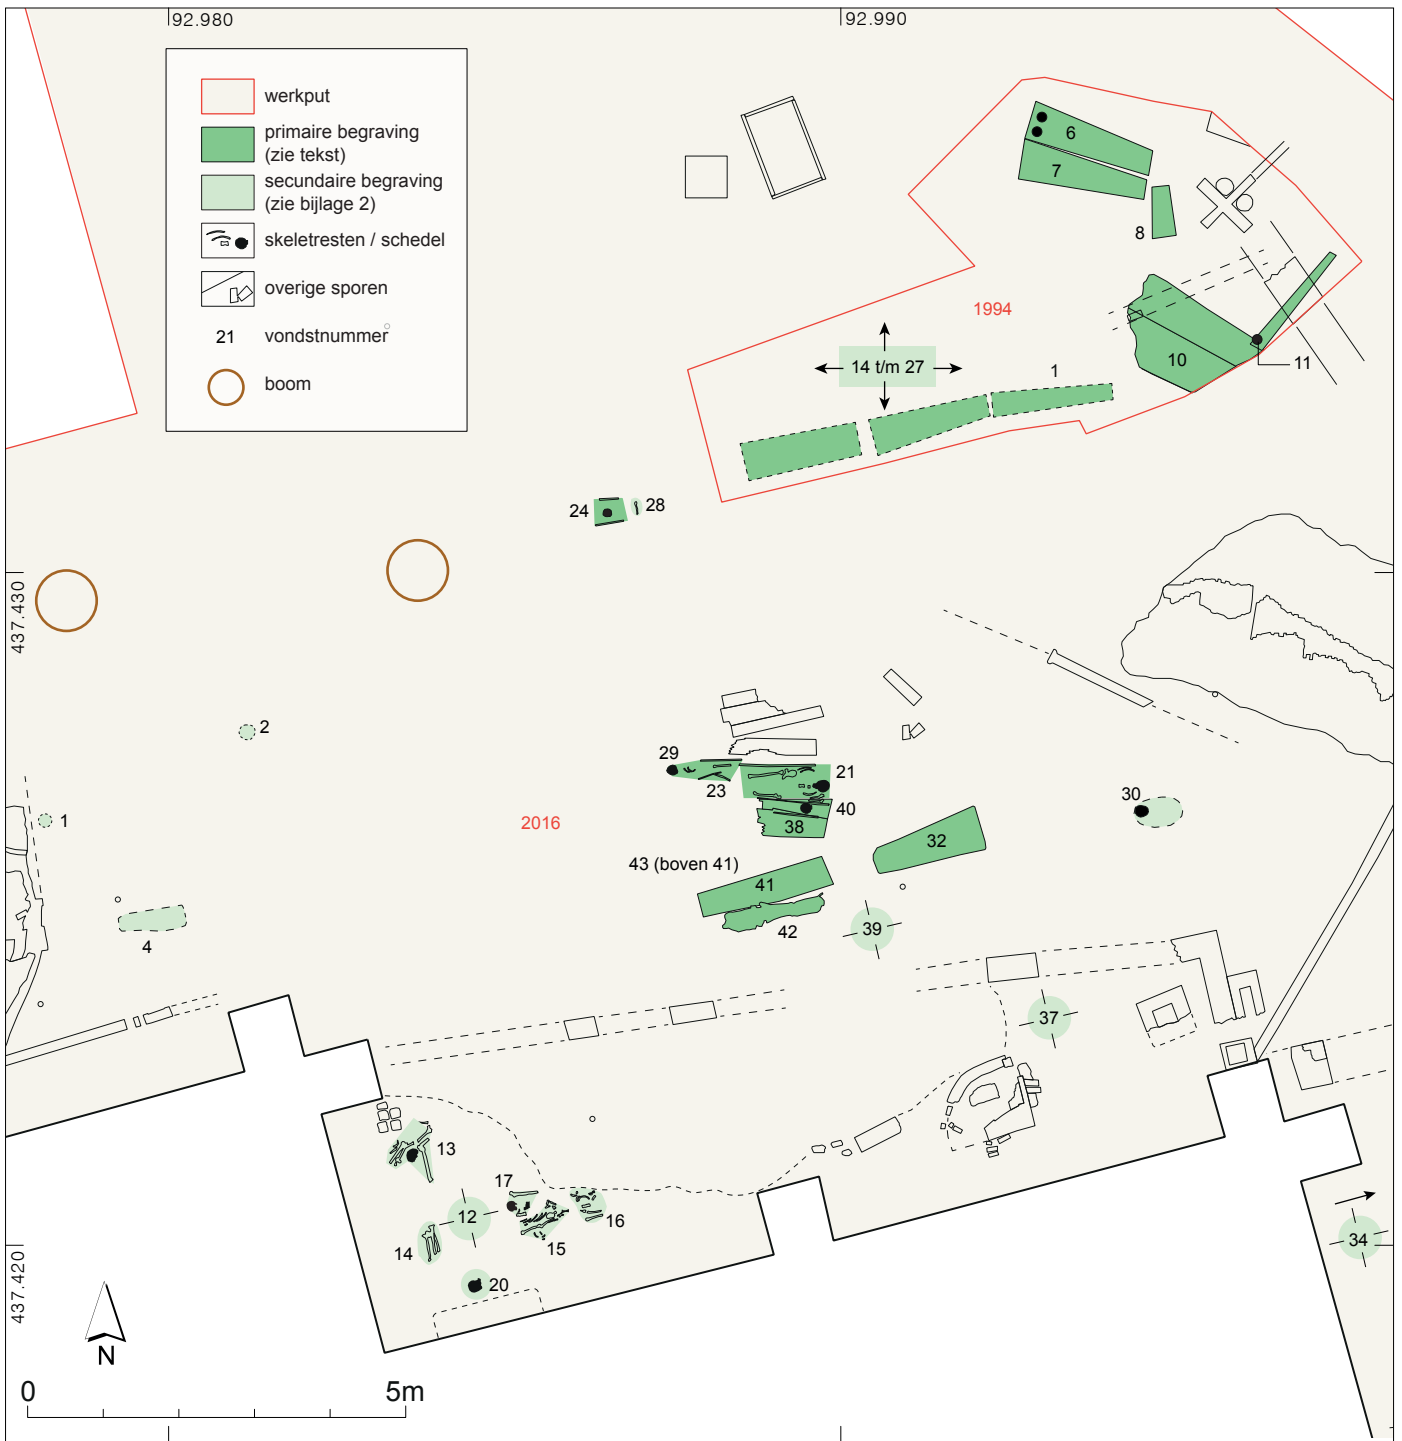 92.980
92.990
werkput
primaire begraving
(zie tekst)
secundaire begraving
(zie bijlage 2)
skeletresten / schedel
overige sporen
21 vondstnummer
boom
6
7
8
1994
14 t/m 27
1
10
11
24
28
437.430
2
29
23
21
40
38
1
2016
30
32
43 (boven 41)
41
42
39
4
37
13
17
12
16
15
14
20
34
437.420
N
0 5m